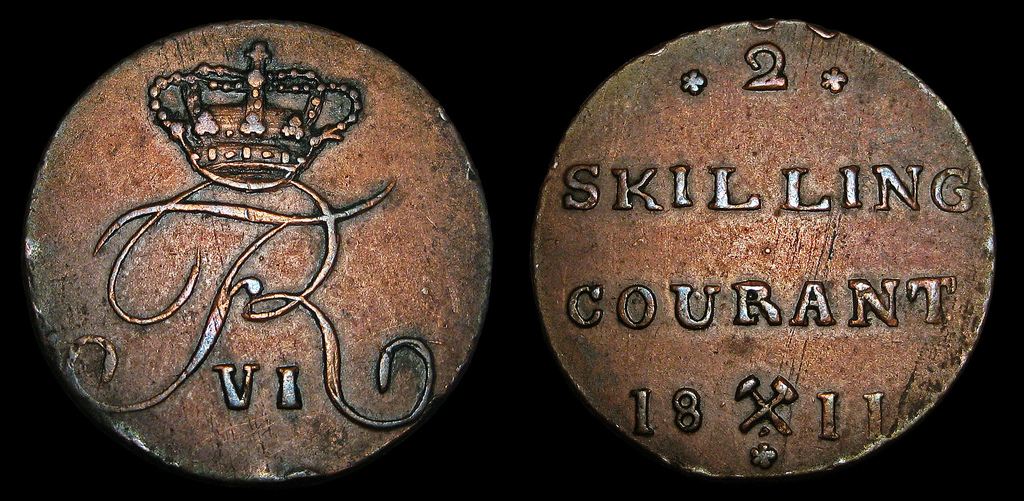 FR
VI
2
SKILLING
COURANT
18 11